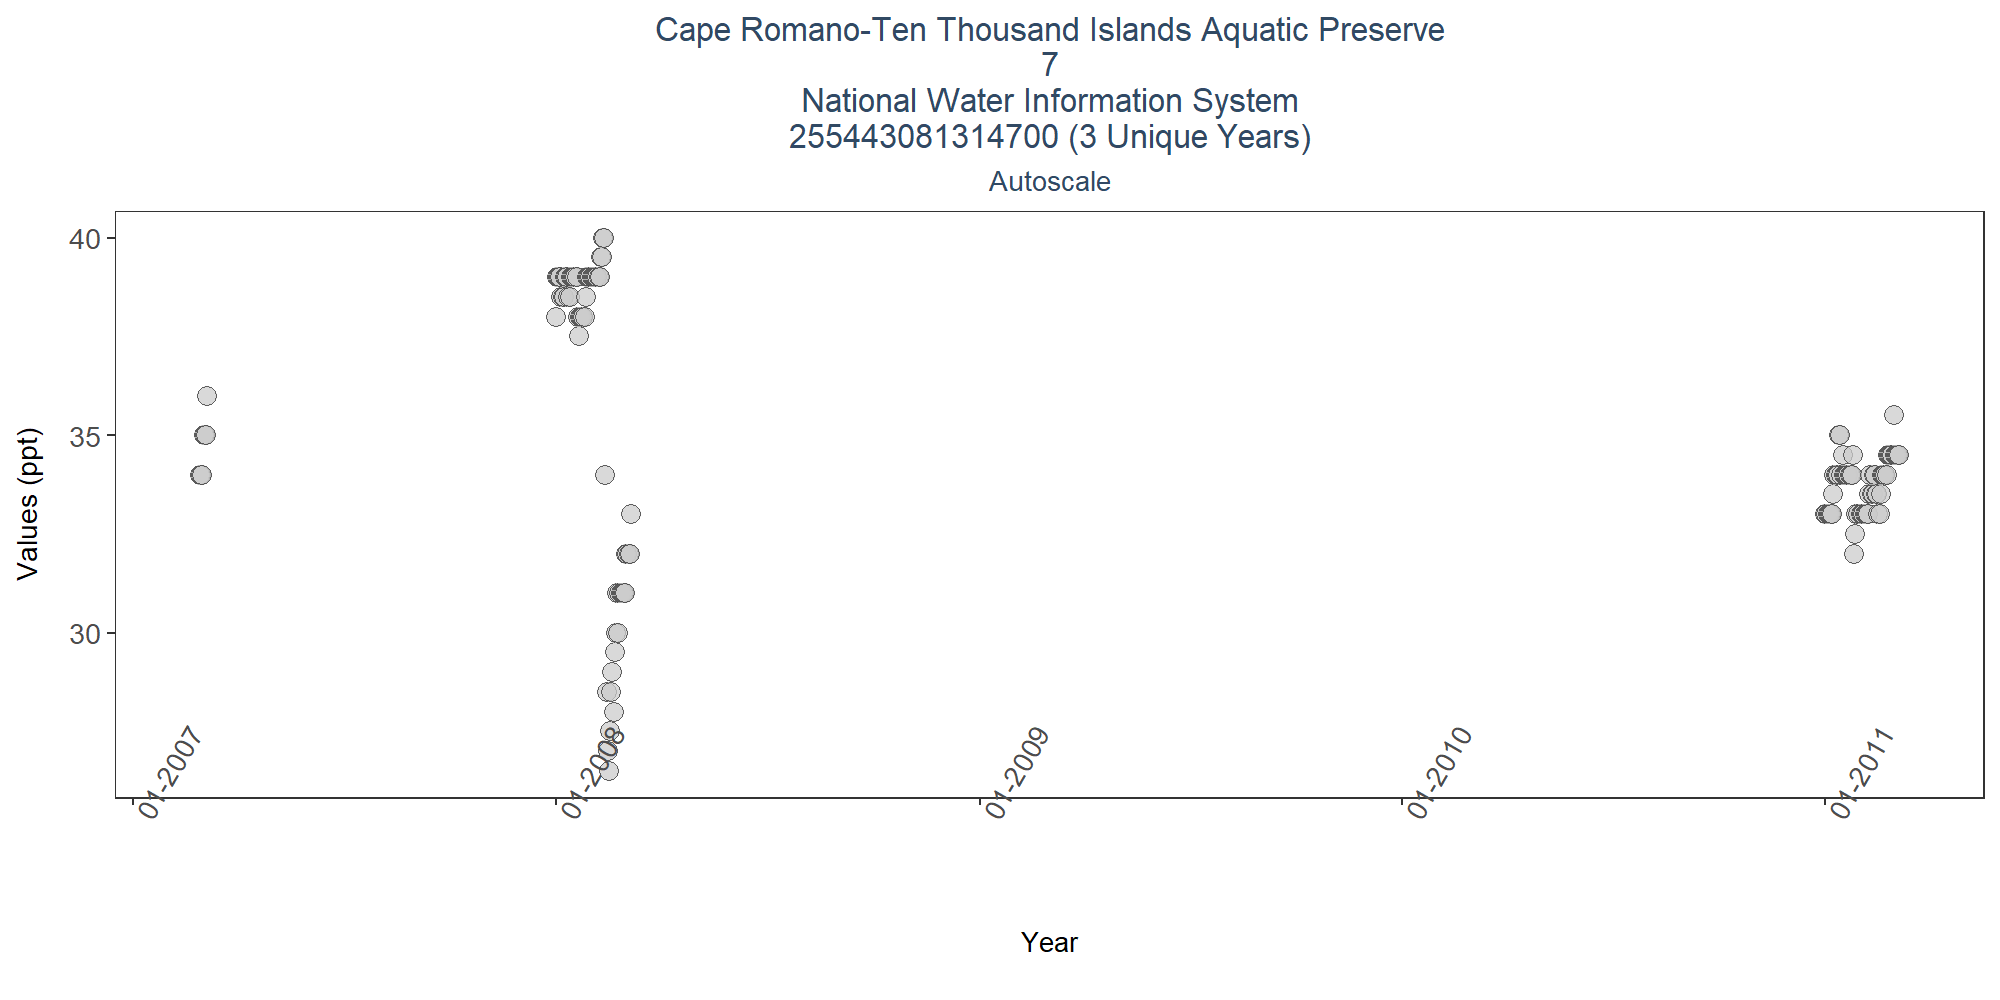 Cape Romano-Ten Thousand Islands Aquatic Preserve
7
National Water Information System
255443081314700 (3 Unique Years)
Autoscale
40
35
30
Values (ppt)
01-2007
01-2008
01-2009
01-2010
01-2011
Year